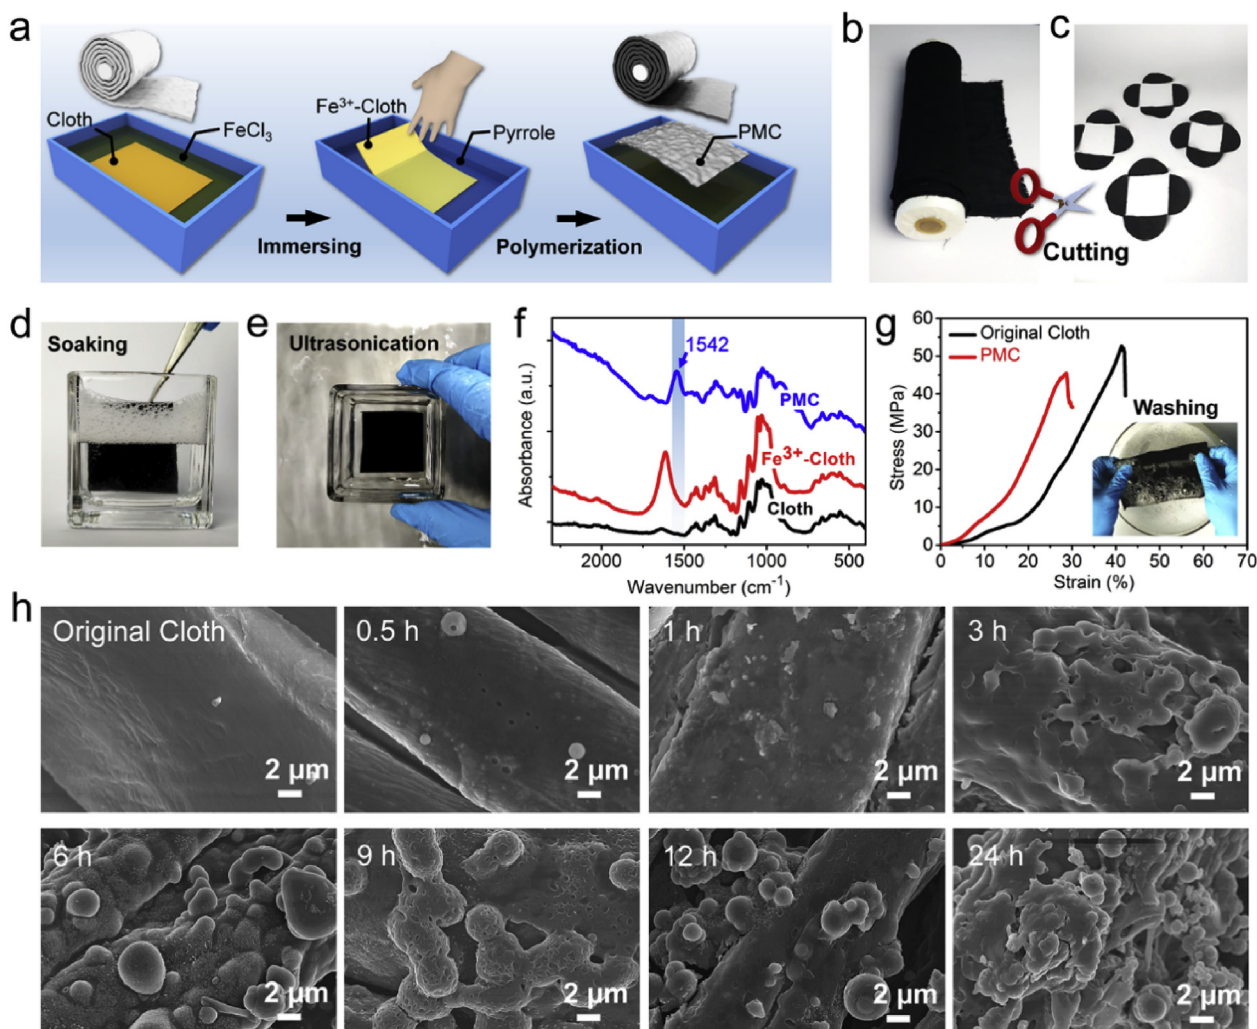 a
Cloth
FeCl3
Fe3+-Cloth
Pyrrole
PMC
Immersing
Polymerization
b
c
Cutting
d
Soaking
e
Ultrasonication
f
1542
PMC
Fe3+-Cloth
Cloth
Absorbance (a.u.)
2000 1500 1000 500
Wavenumber (cm-1)
g
Original Cloth
PMC
Washing
Stress (MPa)
60
50
40
30
20
10
0
0 10 20 30 40 50 60 70
Strain (%)
h
Original Cloth
2 μm
0.5 h
2 μm
1 h
2 μm
3 h
2 μm
6 h
2 μm
9 h
2 μm
12 h
2 μm
24 h
2 μm